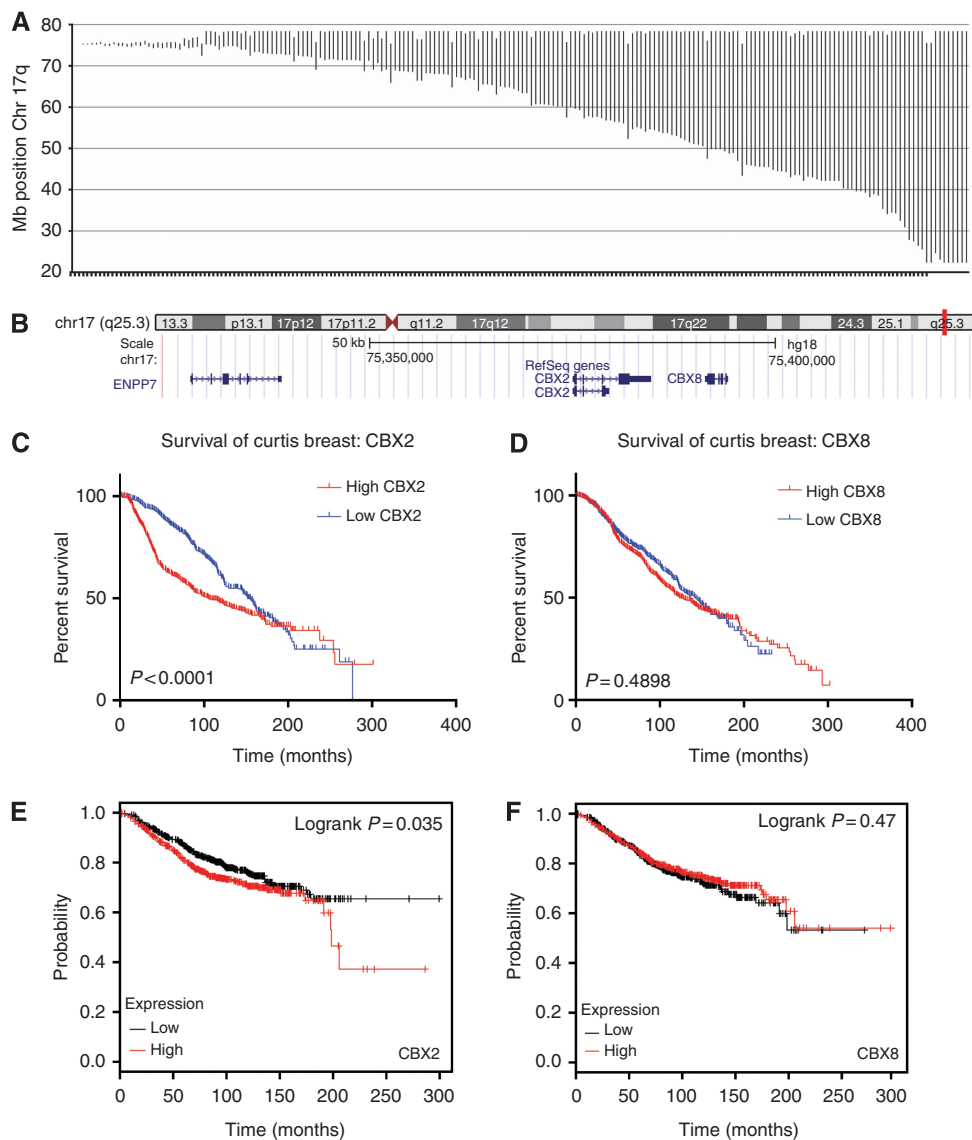 A
Mb position Chr 17q
80
70
60
50
40
30
20
B
chr17 (q25.3)
13.3 p13.1 17p12 17p11.2 q11.2 17q12 17q22 24.3 25.1 q25.3
Scale 50 kb hg18
chr17: 75,350,000 75,400,000
RefSeq genes
ENPP7 CBX2 CBX8
CBX2
C
Survival of curtis breast: CBX2
High CBX2
Low CBX2
Percent survival
100
50
0
P<0.0001
0 100 200 300 400
Time (months)
D
Survival of curtis breast: CBX8
High CBX8
Low CBX8
Percent survival
100
50
0
P=0.4898
0 100 200 300 400
Time (months)
E
Logrank P=0.035
Probability
1.0
0.8
0.6
0.4
0.2
0.0
Expression
Low
High
CBX2
0 50 100 150 200 250 300
Time (months)
F
Logrank P=0.47
Probability
1.0
0.8
0.6
0.4
0.2
0.0
Expression
Low
High
CBX8
0 50 100 150 200 250 300
Time (months)